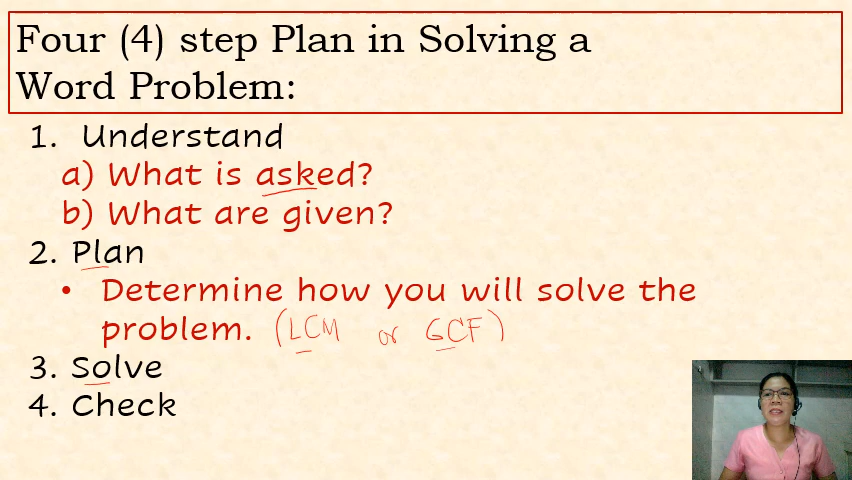 Four (4) step Plan in Solving a
Word Problem:
1. Understand
a) What is asked?
b) What are given?
2. Plan
• Determine how you will solve the
problem. (LCM or GCF)
3. Solve
4. Check